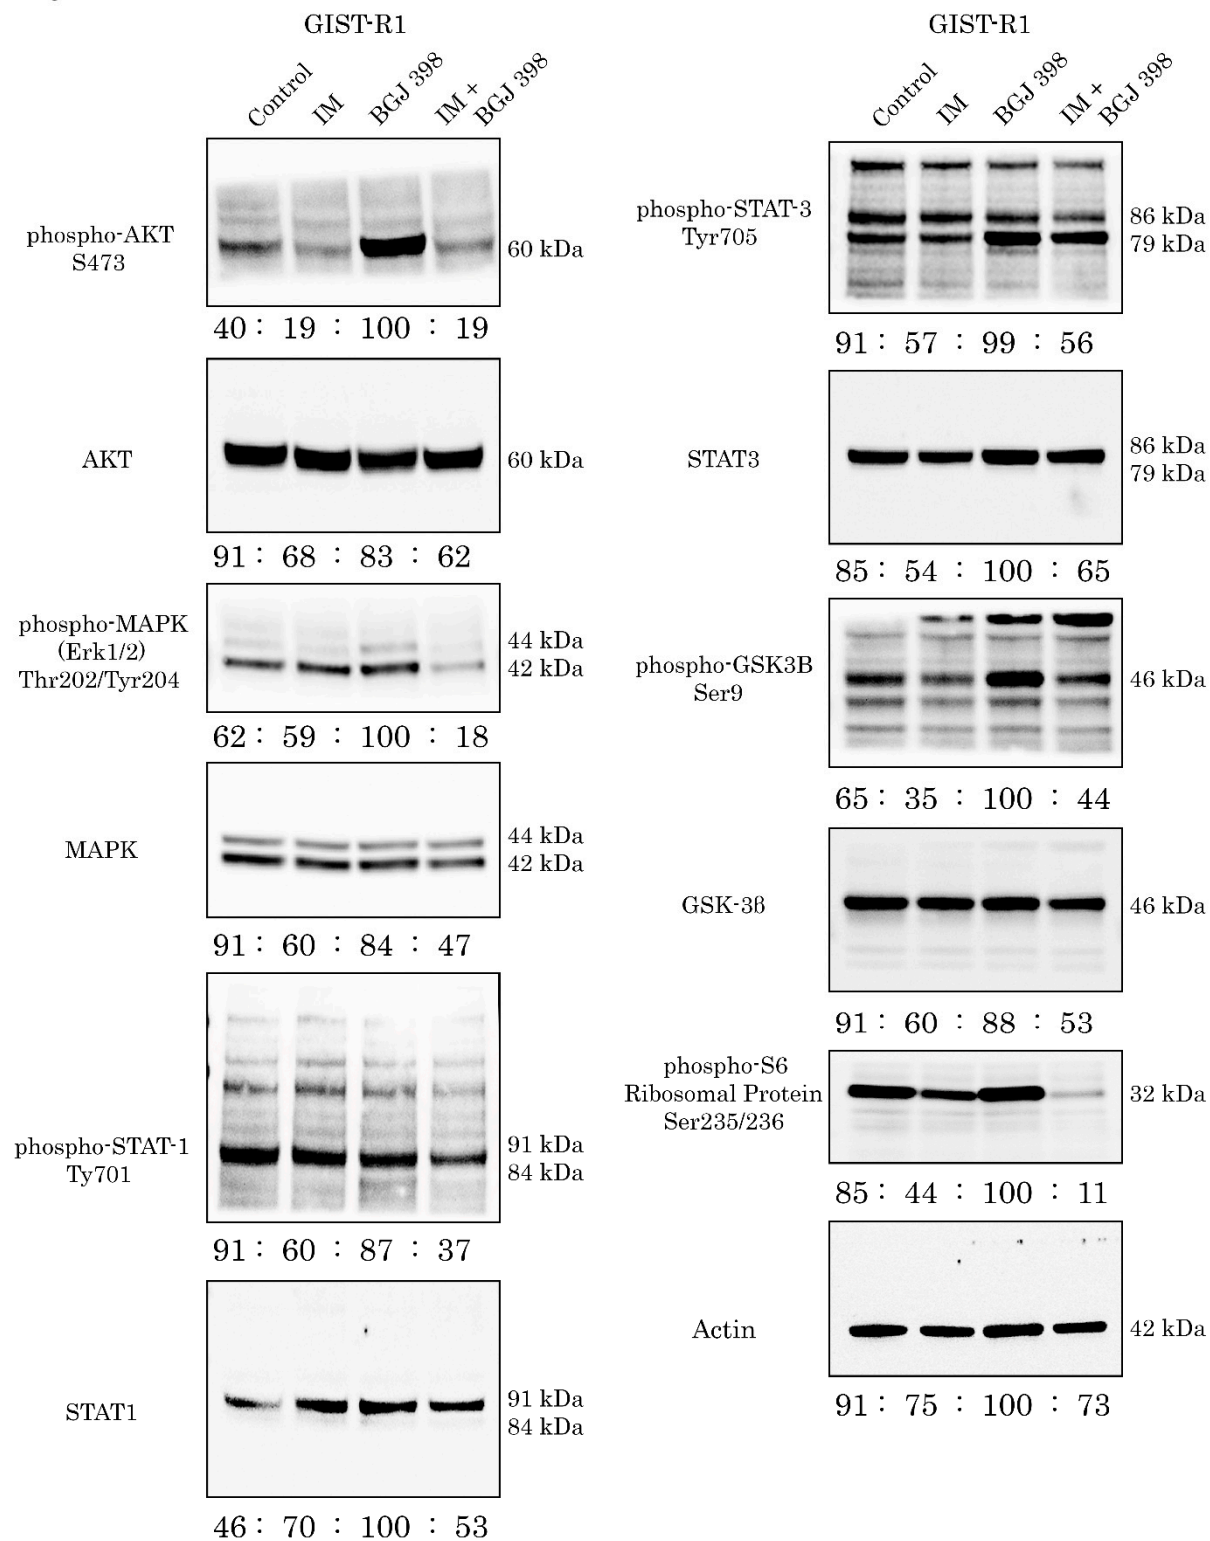 GIST-R1
Control IM BGJ 398 IM + BGJ 398
phospho-AKT
S473
60 kDa
40 : 19 : 100 : 19
AKT
60 kDa
91 : 68 : 83 : 62
phospho-MAPK
(Erk1/2)
Thr202/Tyr204
44 kDa
42 kDa
62 : 59 : 100 : 18
MAPK
44 kDa
42 kDa
91 : 60 : 84 : 47
phospho-STAT-1
Ty701
91 kDa
84 kDa
91 : 60 : 87 : 37
STAT1
91 kDa
84 kDa
46 : 70 : 100 : 53
GIST-R1
Control IM BGJ 398 IM + BGJ 398
phospho-STAT-3
Tyr705
86 kDa
79 kDa
91 : 57 : 99 : 56
STAT3
86 kDa
79 kDa
85 : 54 : 100 : 65
phospho-GSK3B
Ser9
46 kDa
65 : 35 : 100 : 44
GSK-3ß
46 kDa
91 : 60 : 88 : 53
phospho-S6
Ribosomal Protein
Ser235/236
32 kDa
85 : 44 : 100 : 11
Actin
42 kDa
91 : 75 : 100 : 73